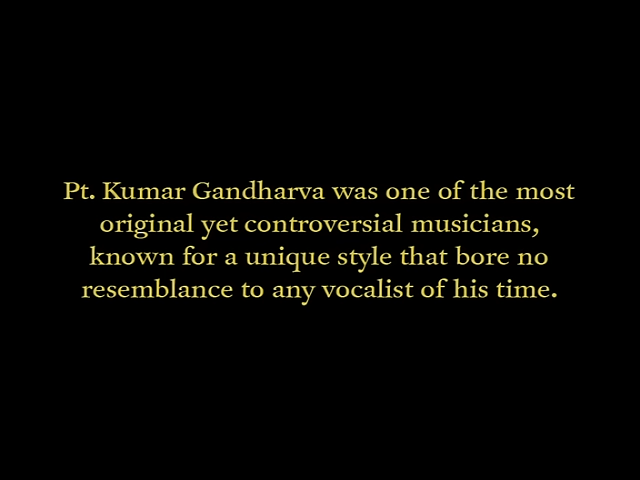 Pt. Kumar Gandharva was one of the most
original yet controversial musicians,
known for a unique style that bore no
resemblance to any vocalist of his time.